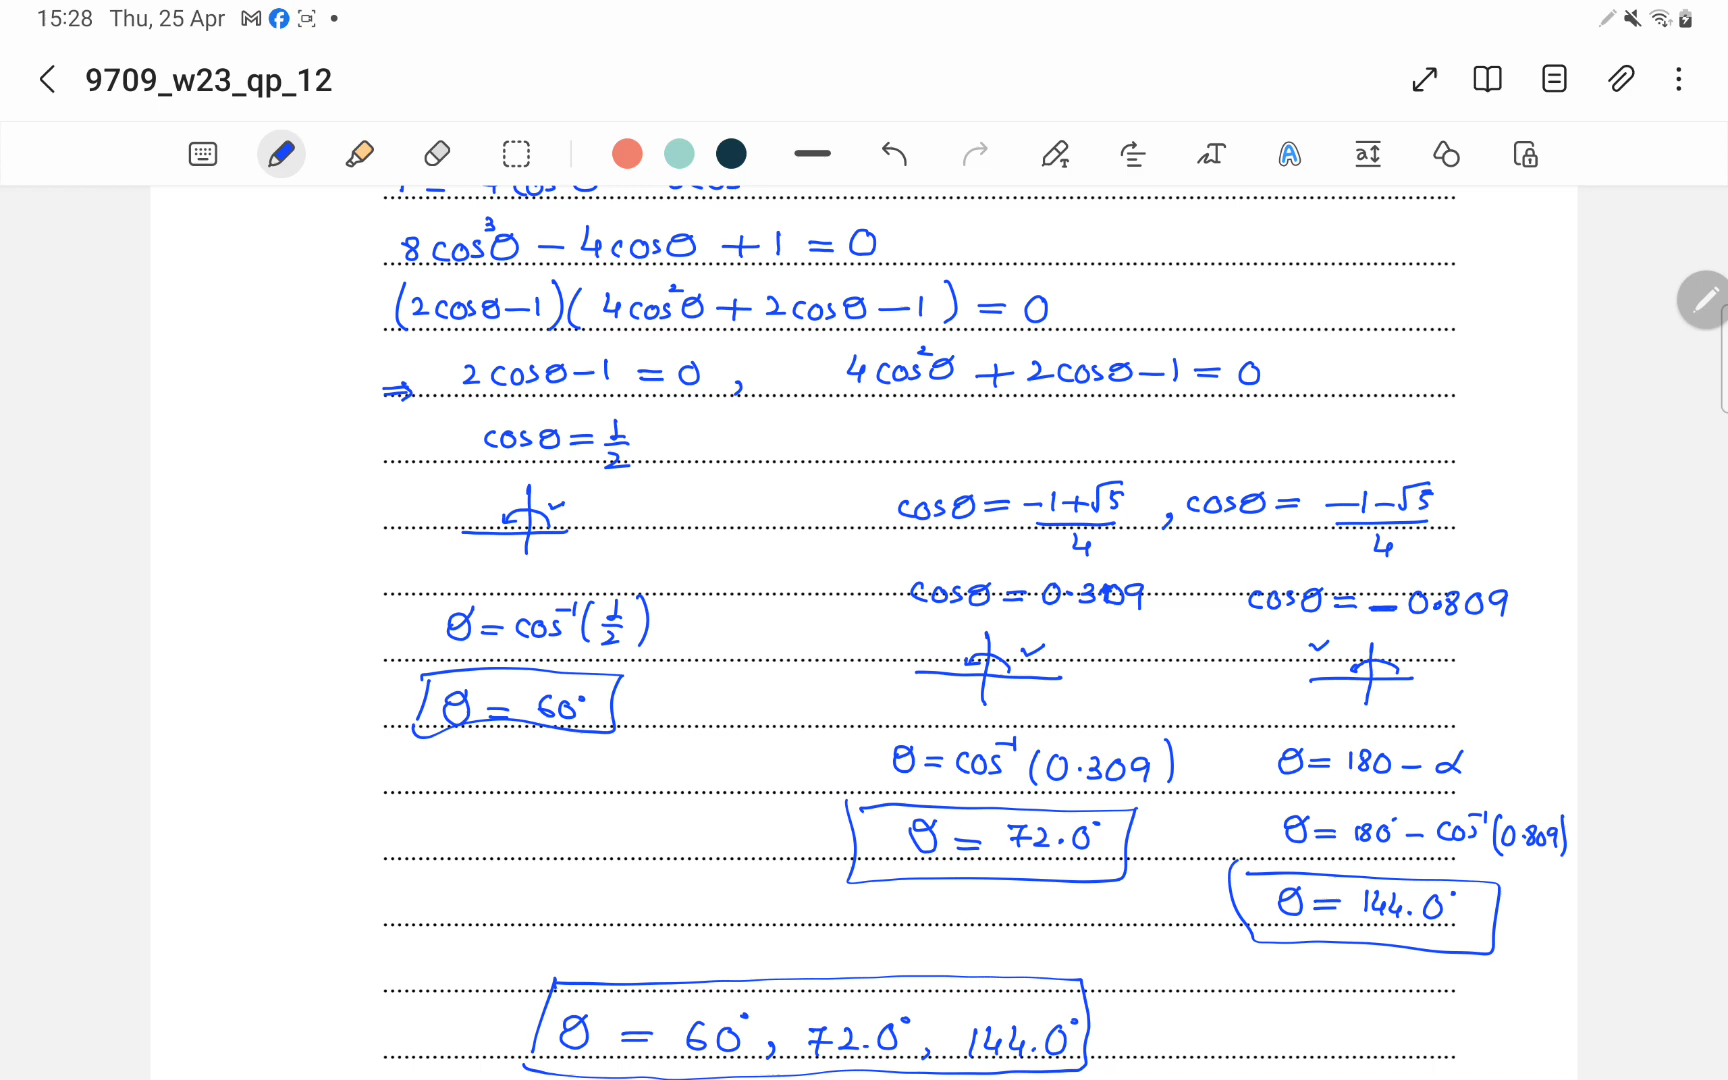 15:28 Thu, 25 Apr
9709_w23_qp_12
8cos³θ − 4cosθ + 1 = 0
(2cosθ−1)(4cos²θ + 2cosθ −1) = 0
⇒ 2cosθ−1 = 0 , 4cos²θ + 2cosθ−1 = 0
cosθ = 1/2
cosθ = −1+√5/4 , cosθ = −1−√5/4
cosθ = 0.309 cosθ = −0.809
θ = cos⁻¹(1/2)
θ = 60°
θ = cos⁻¹(0.309) θ = 180 − α
θ = 72.0° θ = 180° − cos⁻¹(0.809)
θ = 144.0°
θ = 60°, 72.0°, 144.0°